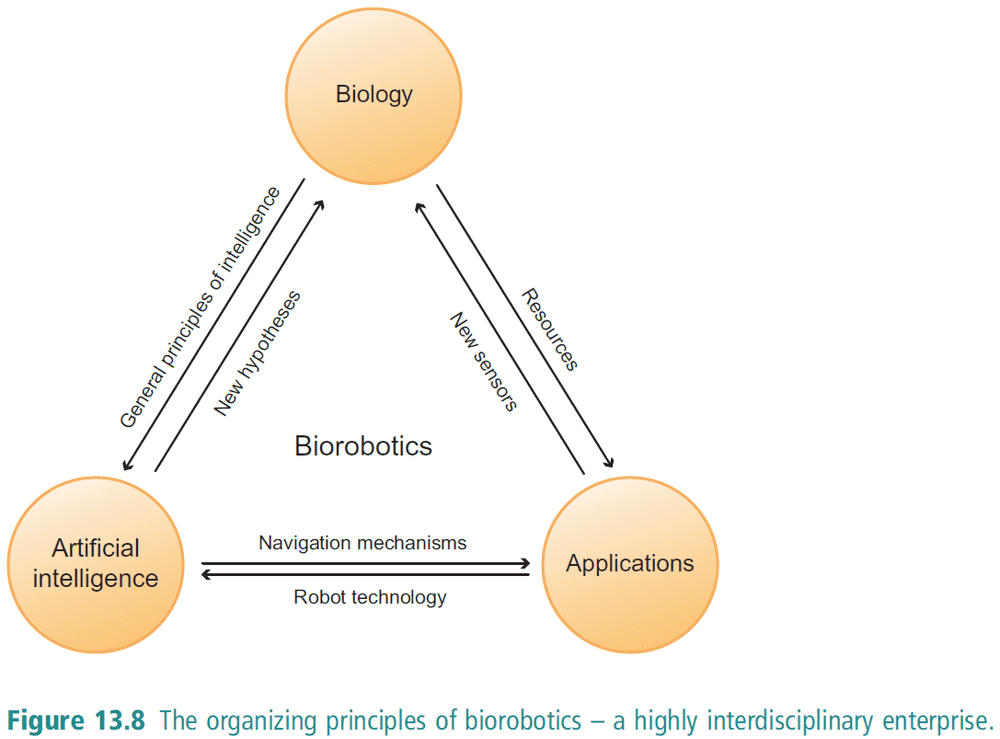 Biology
General principles of intelligence
New hypotheses
New sensors
Resources
Biorobotics
Artificial
intelligence
Navigation mechanisms
Robot technology
Applications
Figure 13.8 The organizing principles of biorobotics – a highly interdisciplinary enterprise.